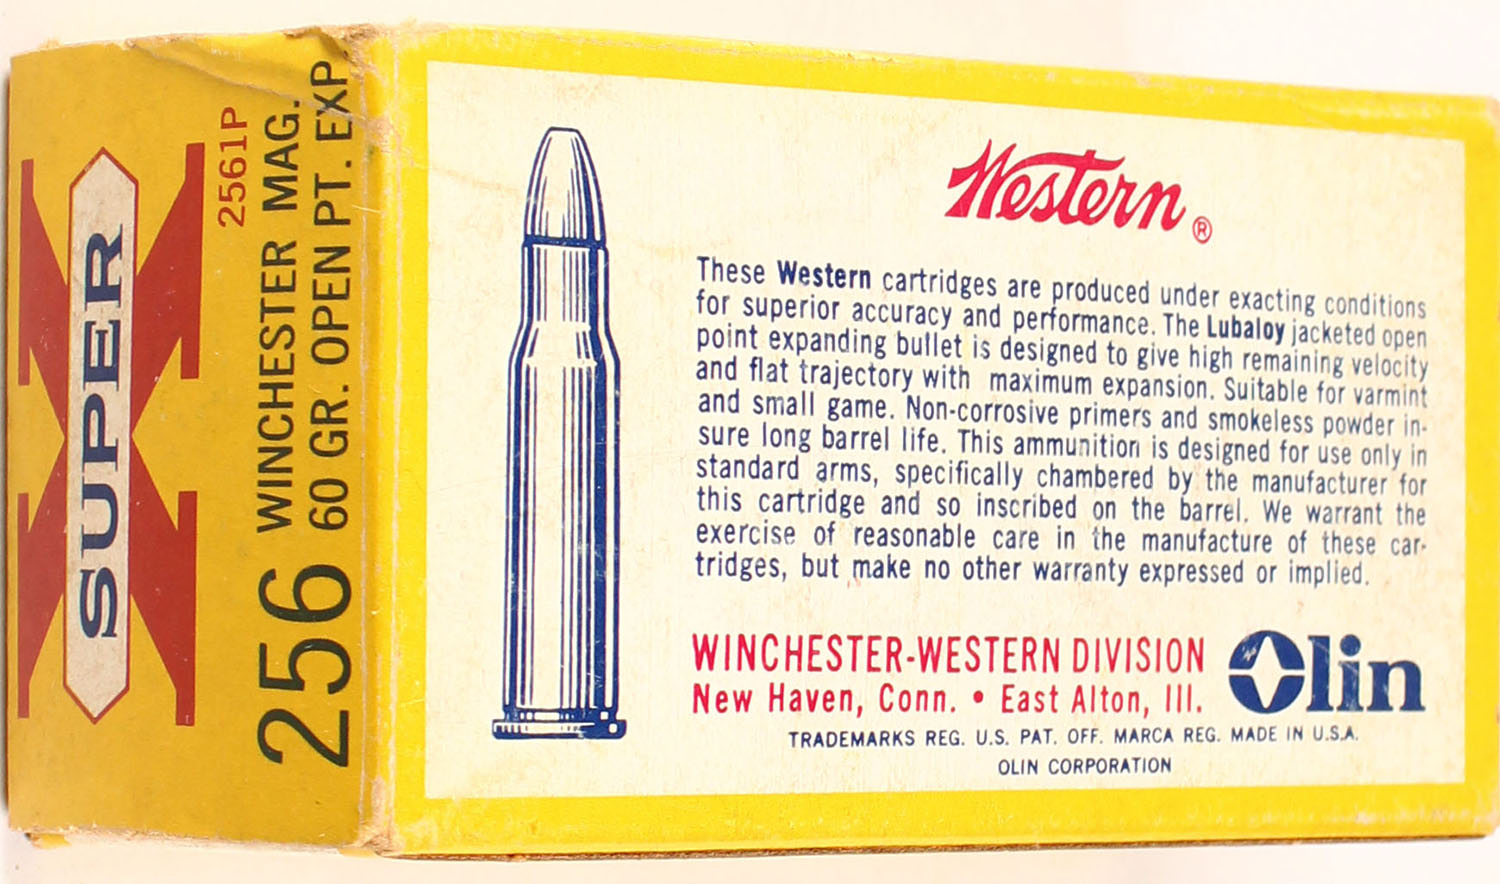 SUPER
X
2561P
256 WINCHESTER MAG.
60 GR. OPEN PT. EXP
Western ®
These Western cartridges are produced under exacting conditions
for superior accuracy and performance. The Lubaloy jacketed open
point expanding bullet is designed to give high remaining velocity
and flat trajectory with maximum expansion. Suitable for varmint
and small game. Non-corrosive primers and smokeless powder in-
sure long barrel life. This ammunition is designed for use only in
standard arms, specifically chambered by the manufacturer for
this cartridge and so inscribed on the barrel. We warrant the
exercise of reasonable care in the manufacture of these car-
tridges, but make no other warranty expressed or implied.
WINCHESTER-WESTERN DIVISION
New Haven, Conn. • East Alton, Ill.
Olin
TRADEMARKS REG. U.S. PAT. OFF. MARCA REG. MADE IN U.S.A.
OLIN CORPORATION